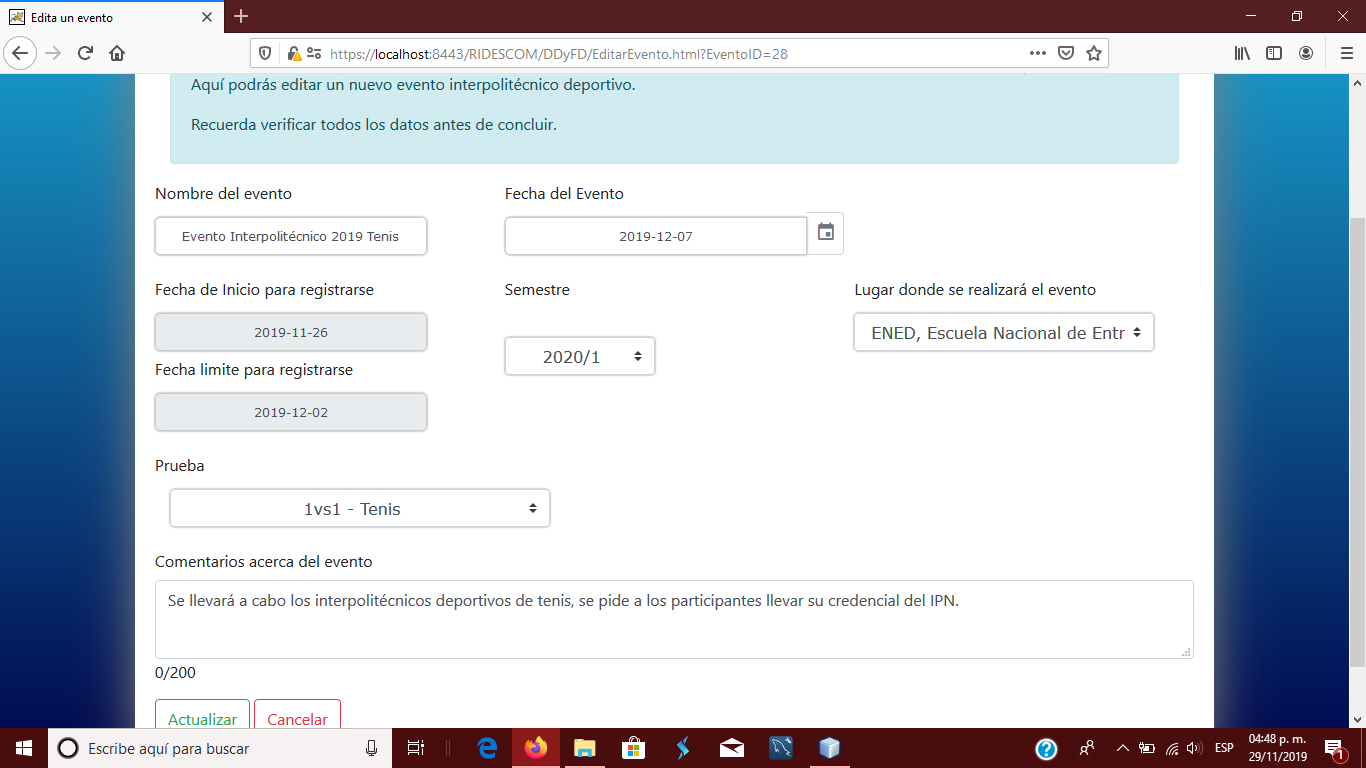 Edita un evento
https://localhost:8443/RIDESCOM/DDyFD/EditarEvento.html?EventoID=28
Aquí podrás editar un nuevo evento interpolitécnico deportivo.
Recuerda verificar todos los datos antes de concluir.
Nombre del evento
Fecha del Evento
Evento Interpolitécnico 2019 Tenis
2019-12-07
Fecha de Inicio para registrarse
Semestre
Lugar donde se realizará el evento
2019-11-26
2020/1
ENED, Escuela Nacional de Entr
Fecha limite para registrarse
2019-12-02
Prueba
1vs1 - Tenis
Comentarios acerca del evento
Se llevará a cabo los interpolitécnicos deportivos de tenis, se pide a los participantes llevar su credencial del IPN.
0/200
Actualizar
Cancelar
Escribe aquí para buscar
ESP
04:48 p. m.
29/11/2019
1